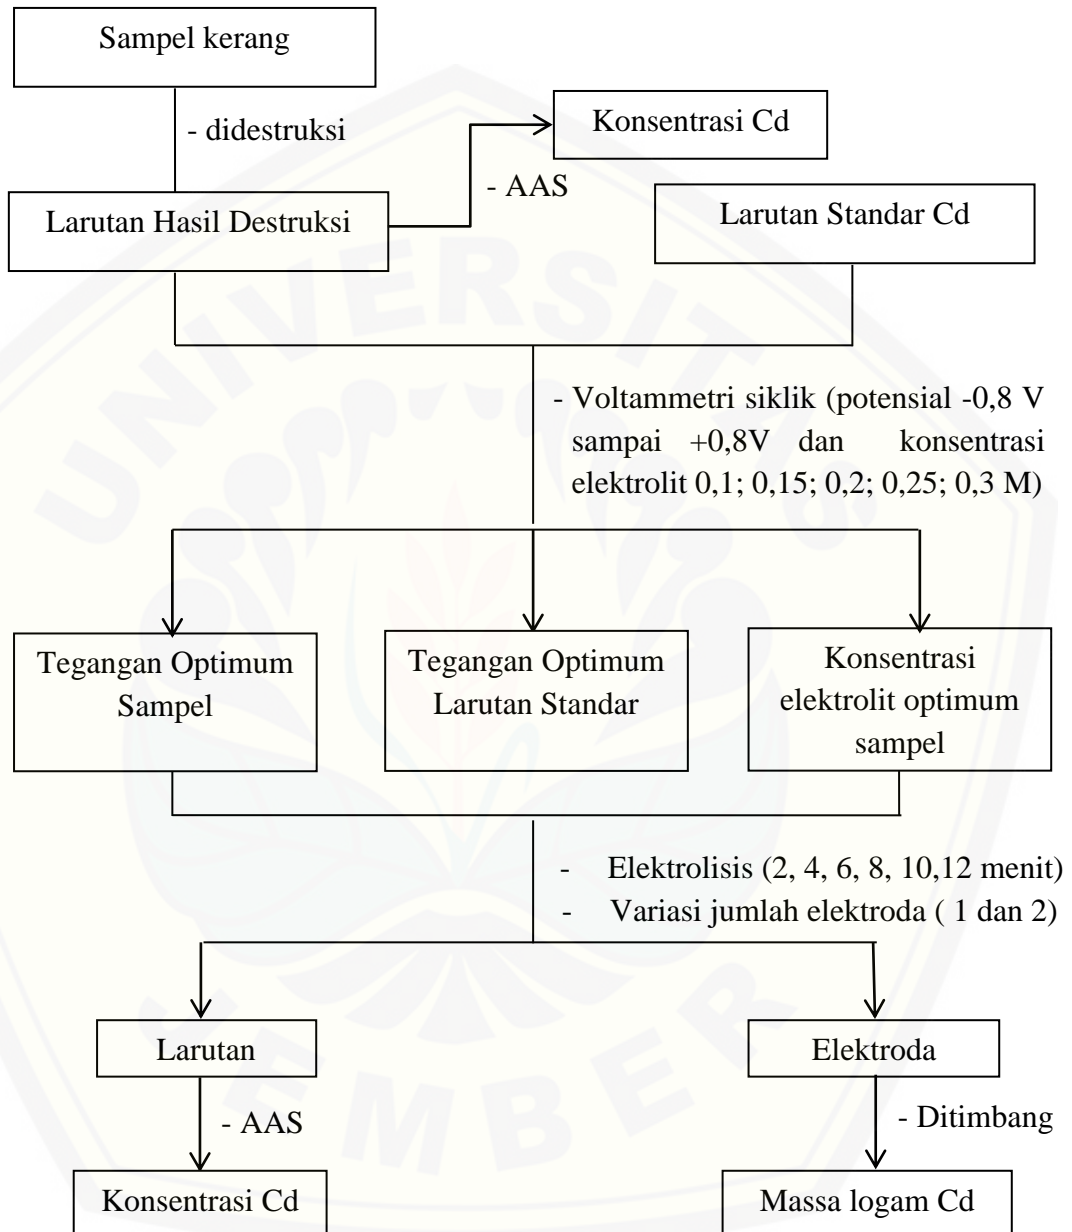 Sampel kerang
- didestruksi
Konsentrasi Cd
- AAS
Larutan Hasil Destruksi
Larutan Standar Cd
- Voltammetri siklik (potensial -0,8 V
sampai +0,8V dan konsentrasi
elektrolit 0,1; 0,15; 0,2; 0,25; 0,3 M)
Tegangan Optimum
Sampel
Tegangan Optimum
Larutan Standar
Konsentrasi
elektrolit optimum
sampel
- Elektrolisis (2, 4, 6, 8, 10,12 menit)
- Variasi jumlah elektroda ( 1 dan 2)
Larutan
Elektroda
- AAS
- Ditimbang
Konsentrasi Cd
Massa logam Cd
UNIVERSITAS
JEMBER